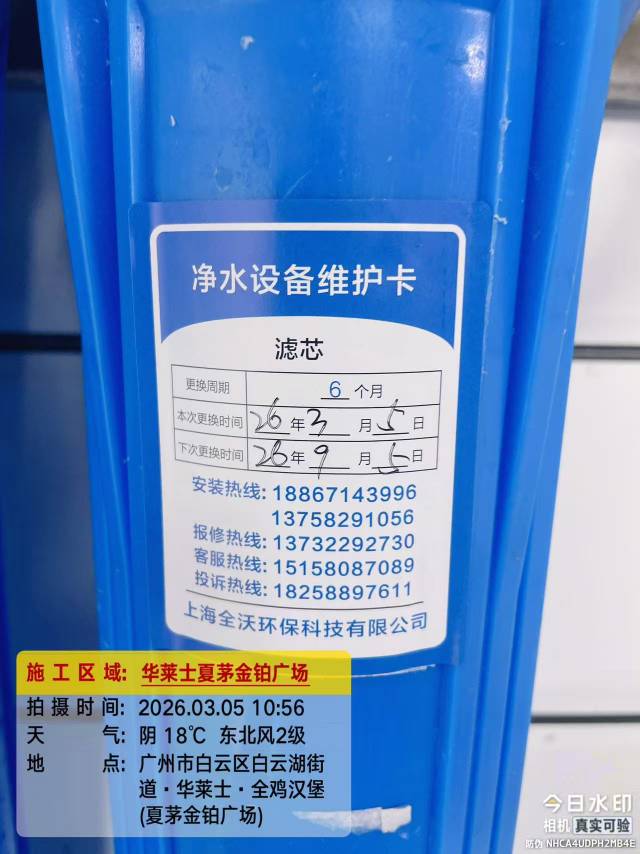 净水设备维护卡
滤芯
更换周期 6 个月
本次更换时间 26 年 3 月 5 日
下次更换时间 26 年 9 月 5 日
安装热线: 18867143996
13758291056
报修热线: 13732292730
客服热线: 15158087089
投诉热线: 18258897611
上海全沃环保科技有限公司
施工区域: 华莱士夏茅金铂广场
拍摄时间: 2026.03.05 10:56
天气: 阴 18℃ 东北风2级
地点: 广州市白云区白云湖街
道·华莱士·全鸡汉堡
(夏茅金铂广场)
今日水印
相机 真实可验
防伪 NHCA4UDPH2MB4E